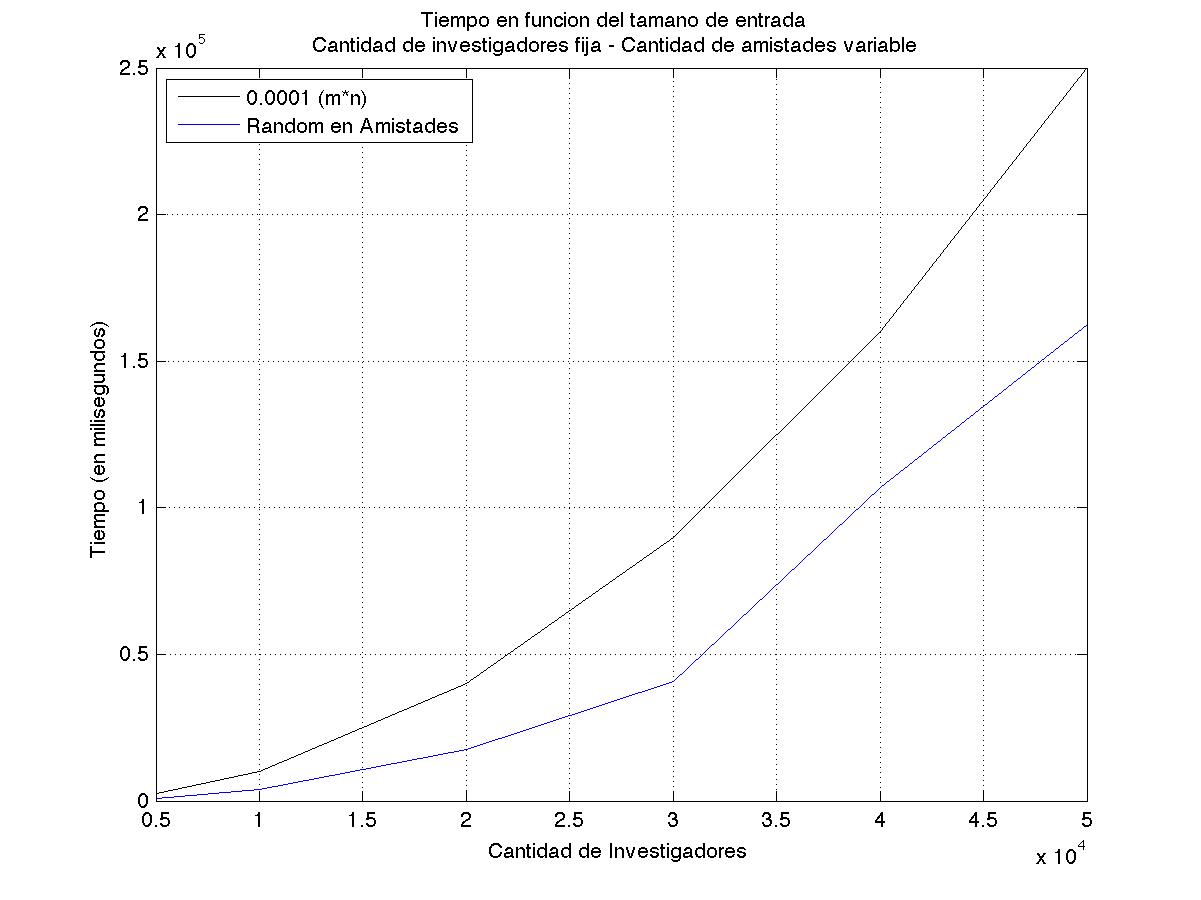 Tiempo en funcion del tamano de entrada
Cantidad de investigadores fija - Cantidad de amistades variable
x 10^5
2.5
2
1.5
1
0.5
0
0.0001 (m*n)
Random en Amistades
Tiempo (en milisegundos)
0.5 1 1.5 2 2.5 3 3.5 4 4.5 5
Cantidad de Investigadores
x 10^4